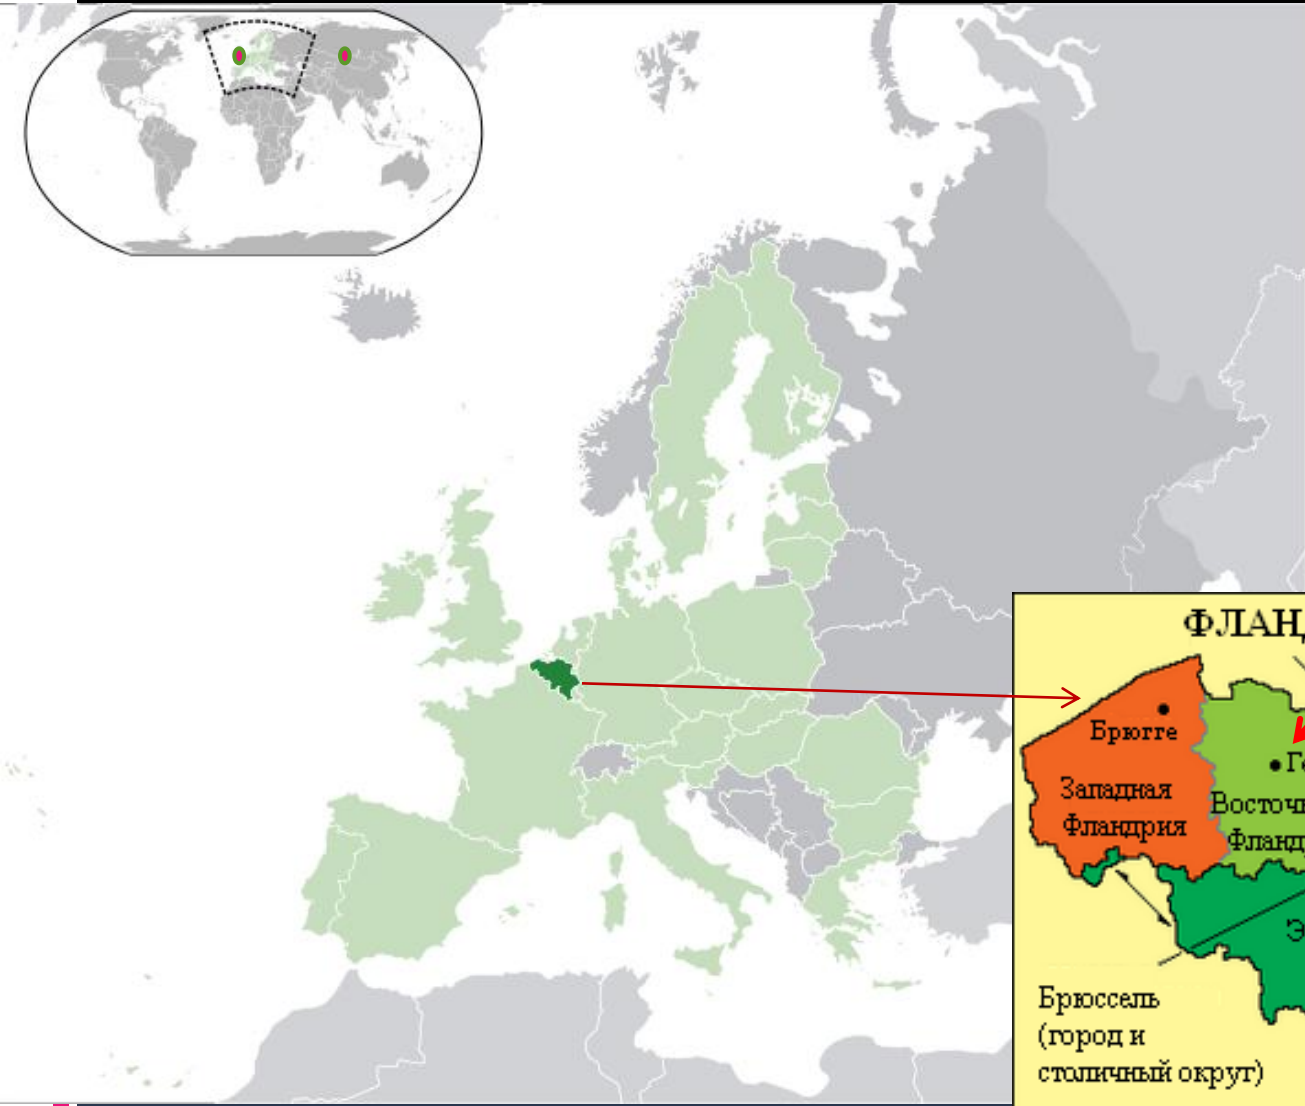 ФЛАН
Брюгге
Западная
Фландрия
Восточ
Фланд
Брюссель
(город и
столичный округ)